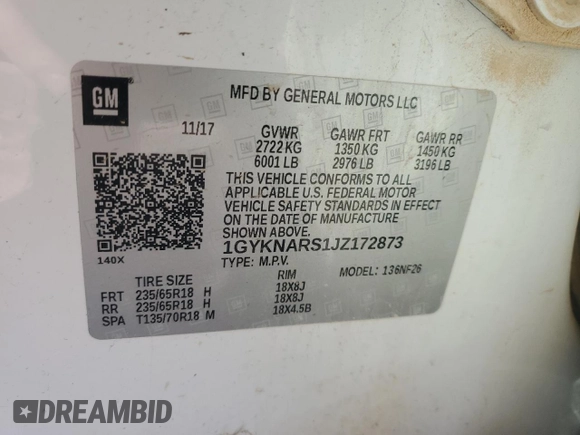 GM
MFD BY GENERAL MOTORS LLC
11/17
GVWR GAWR FRT GAWR RR
2722 KG 1350 KG 1450 KG
6001 LB 2976 LB 3196 LB
THIS VEHICLE CONFORMS TO ALL
APPLICABLE U.S. FEDERAL MOTOR
VEHICLE SAFETY STANDARDS IN EFFECT
ON THE DATE OF MANUFACTURE
SHOWN ABOVE.
1GYKNARS1JZ172873
140X
TYPE: M.P.V. MODEL: 136NF26
TIRE SIZE RIM
FRT 235/65R18 H 18X8J
RR 235/65R18 H 18X8J
SPA T135/70R18 M 18X4.5B
DREAMBID